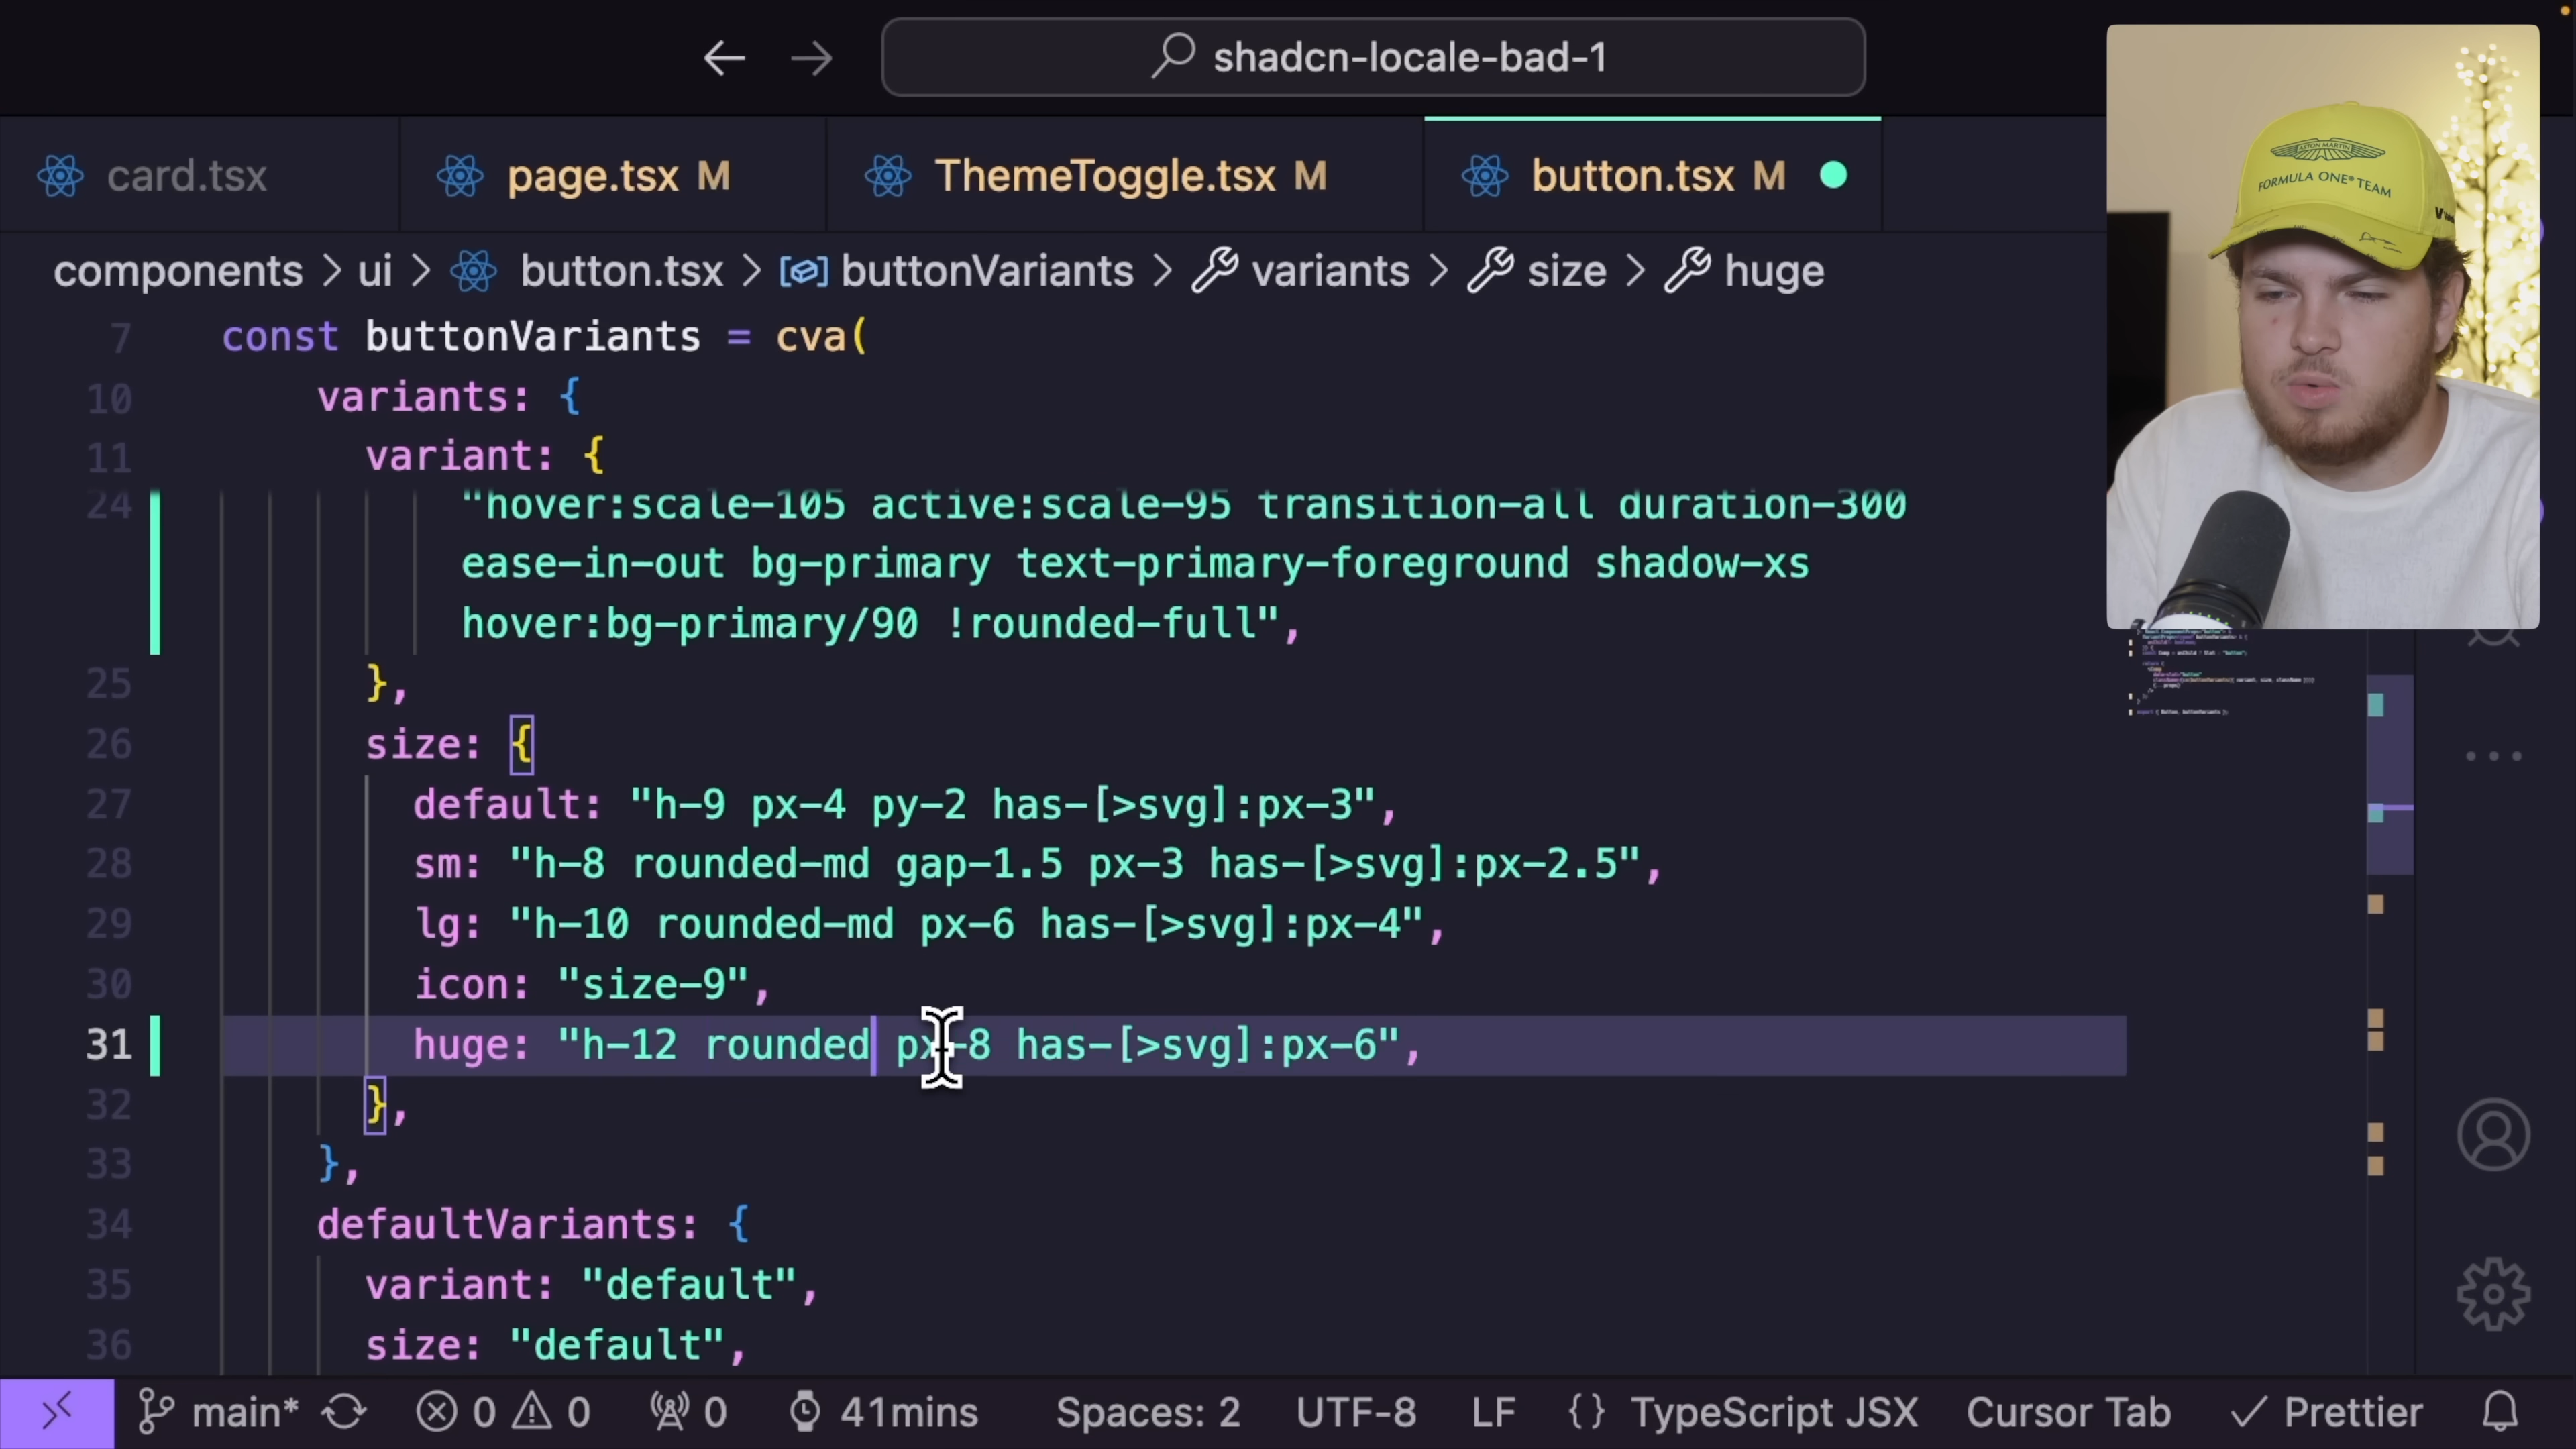 shadcn-locale-bad-1
card.tsx
page.tsx M
ThemeToggle.tsx M
button.tsx M
ASTON MARTIN
FORMULA ONE® TEAM
components > ui > button.tsx > buttonVariants > variants > size > huge
7 const buttonVariants = cva(
10 variants: {
11 variant: {
24 "hover:scale-105 active:scale-95 transition-all duration-300
ease-in-out bg-primary text-primary-foreground shadow-xs
hover:bg-primary/90 !rounded-full",
25 },
26 size: {
27 default: "h-9 px-4 py-2 has-[>svg]:px-3",
28 sm: "h-8 rounded-md gap-1.5 px-3 has-[>svg]:px-2.5",
29 lg: "h-10 rounded-md px-6 has-[>svg]:px-4",
30 icon: "size-9",
31 huge: "h-12 rounded px-8 has-[>svg]:px-6",
32 },
33 },
34 defaultVariants: {
35 variant: "default",
36 size: "default",
main* 0 0 0 41mins Spaces: 2 UTF-8 LF {} TypeScript JSX Cursor Tab Prettier